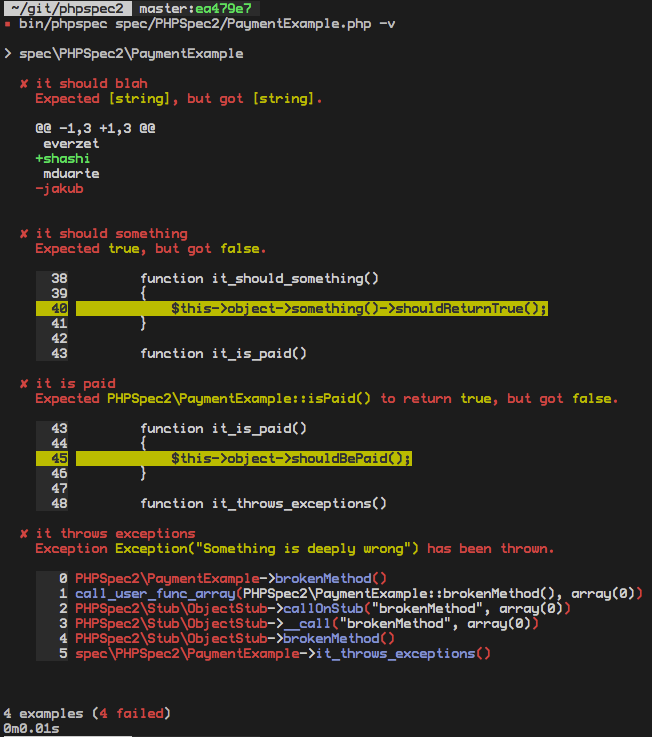 ~/git/phpspec2 master:ea479e7
bin/phpspec spec/PHPSpec2/PaymentExample.php -v
> spec\PHPSpec2\PaymentExample
✘ it should blah
Expected [string], but got [string].
@@ -1,3 +1,3 @@
everzet
+shashi
mduarte
-jakub
✘ it should something
Expected true, but got false.
38 function it_should_something()
39 {
40 $this->object->something()->shouldReturnTrue();
41 }
42
43 function it_is_paid()
✘ it is paid
Expected PHPSpec2\PaymentExample::isPaid() to return true, but got false.
43 function it_is_paid()
44 {
45 $this->object->shouldBePaid();
46 }
47
48 function it_throws_exceptions()
✘ it throws exceptions
Exception Exception("Something is deeply wrong") has been thrown.
0 PHPSpec2\PaymentExample->brokenMethod()
1 call_user_func_array(PHPSpec2\PaymentExample::brokenMethod(), array(0))
2 PHPSpec2\Stub\ObjectStub->callOnStub("brokenMethod", array(0))
3 PHPSpec2\Stub\ObjectStub->__call("brokenMethod", array(0))
4 PHPSpec2\Stub\ObjectStub->brokenMethod()
5 spec\PHPSpec2\PaymentExample->it_throws_exceptions()
4 examples (4 failed)
0m0.01s